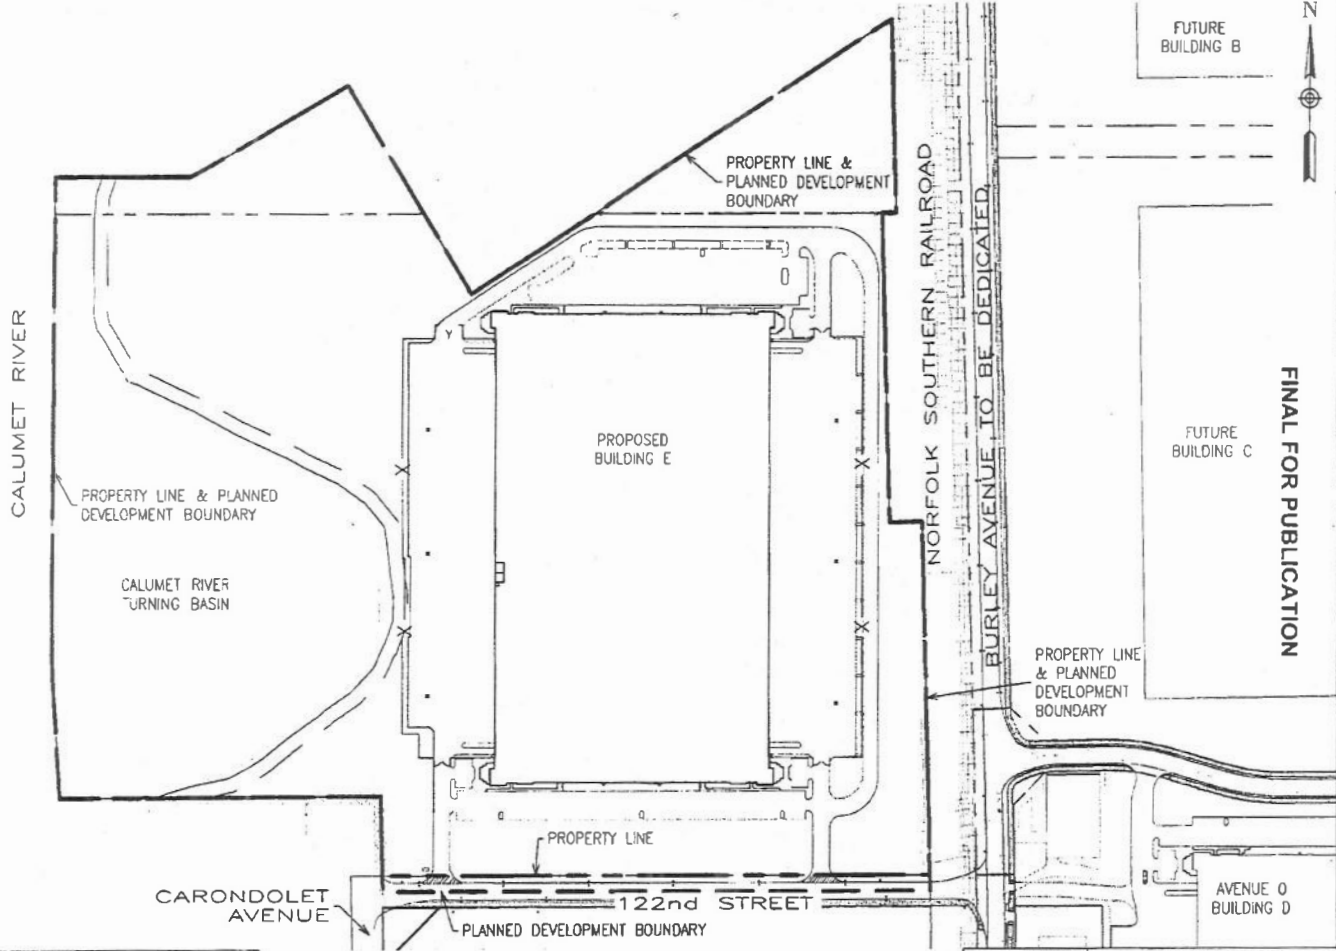 N
FUTURE
BUILDING B
PROPERTY LINE &
PLANNED DEVELOPMENT
BOUNDARY
NORFOLK SOUTHERN RAILROAD
BURLEY AVENUE TO BE DEDICATED
CALUMET RIVER
PROPOSED
BUILDING E
FUTURE
BUILDING C
FINAL FOR PUBLICATION
PROPERTY LINE & PLANNED
DEVELOPMENT BOUNDARY
CALUMET RIVER
TURNING BASIN
PROPERTY LINE
& PLANNED
DEVELOPMENT
BOUNDARY
PROPERTY LINE
CARONDOLET
AVENUE
122nd STREET
PLANNED DEVELOPMENT BOUNDARY
AVENUE O
BUILDING D